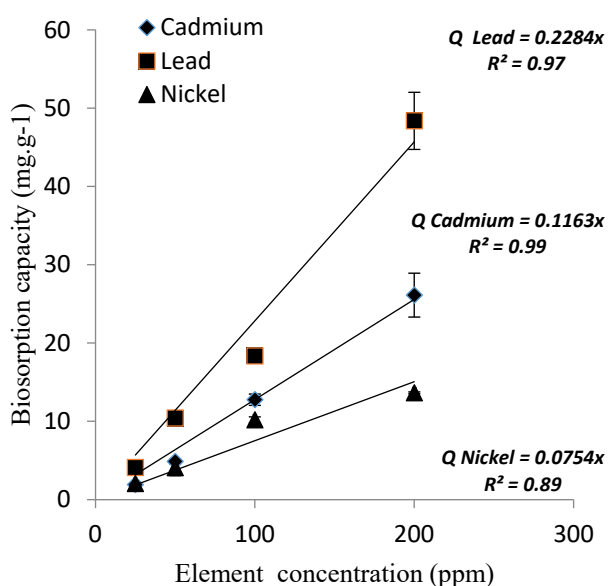 60
50
40
30
20
10
0
0
100
200
300
Biosorption capacity (mg.g-1)
Element concentration (ppm)
Cadmium
Lead
Nickel
Q Lead = 0.2284x
R² = 0.97
Q Cadmium = 0.1163x
R² = 0.99
Q Nickel = 0.0754x
R² = 0.89